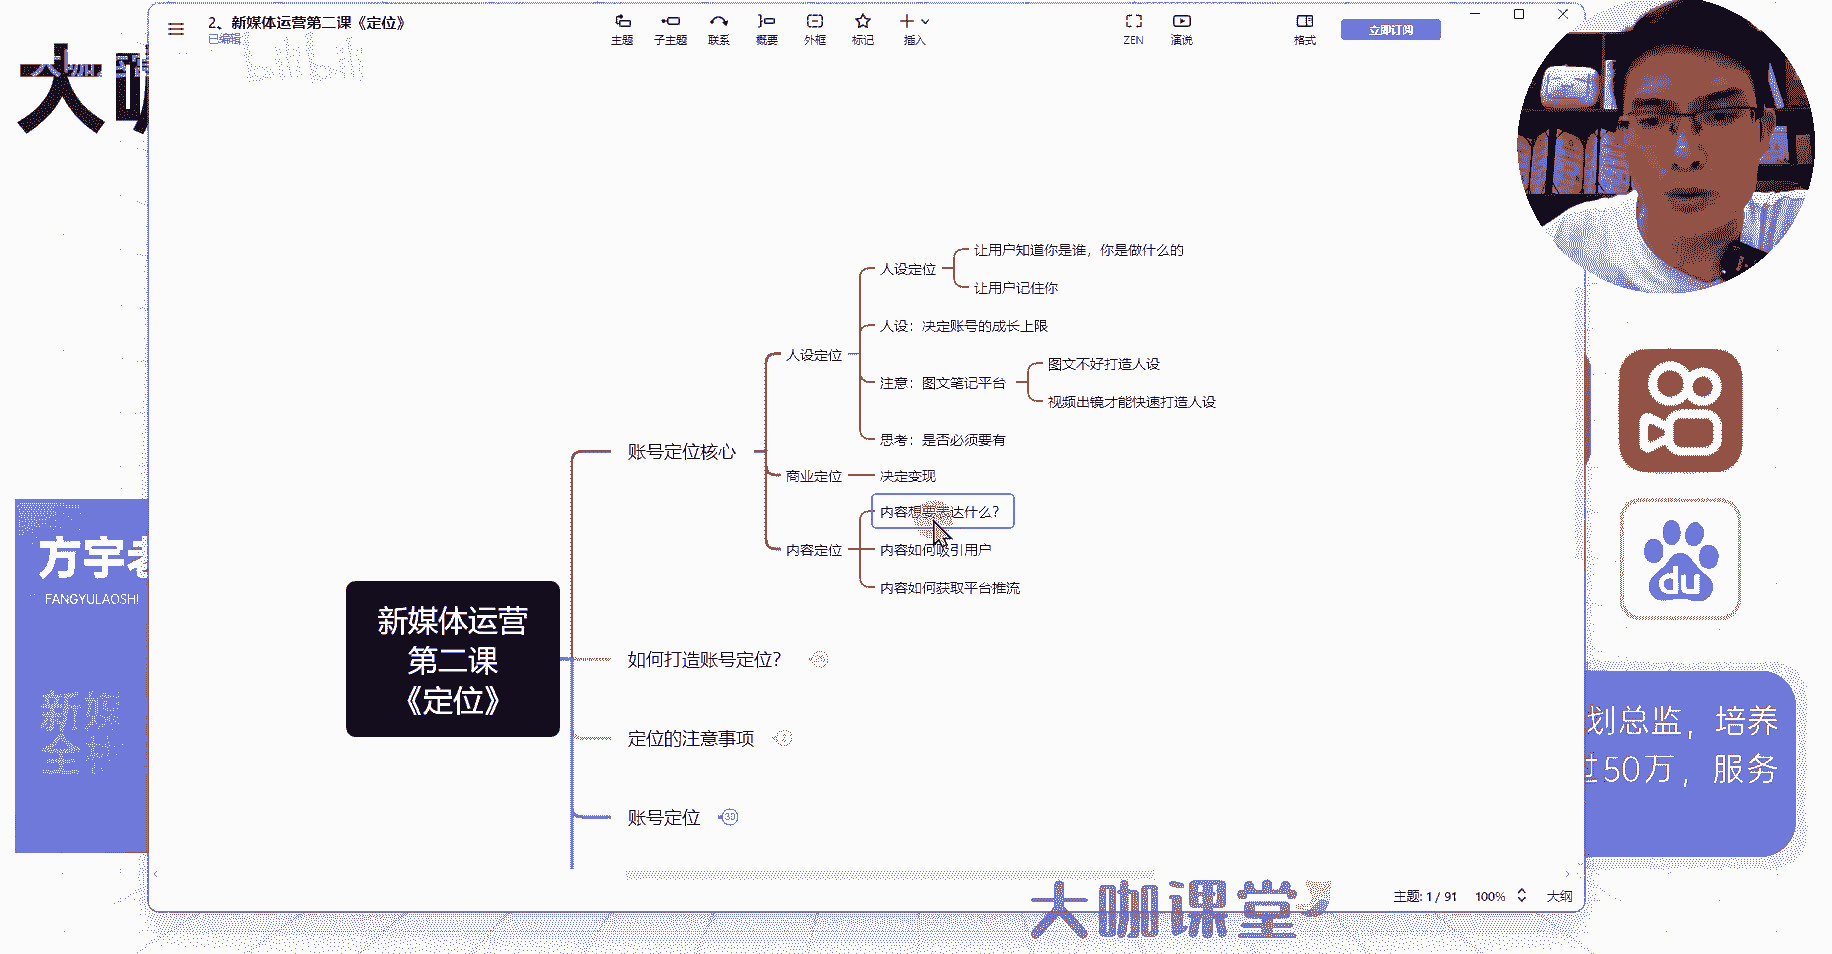 2、新媒体运营第二课《定位》
已编辑
主题
子主题
联系
概要
外框
标记
插入
ZEN
演说
格式
立即订阅
bilibili
大咖
让用户知道你是谁，你是做什么的
人设定位
让用户记住你
人设：决定账号的成长上限
人设定位
图文不好打造人设
注意：图文笔记平台
视频出镜才能快速打造人设
思考：是否必须要有
账号定位核心
商业定位
决定变现
内容想要表达什么？
内容定位
内容如何吸引用户
内容如何获取平台推流
方宇老
FANGYULAOSHI
新媒体运营
第二课
《定位》
如何打造账号定位？
定位的注意事项
账号定位
30
du
新媒
全栈
划总监，培养
过50万，服务
大咖课堂
主题: 1 / 91
100%
大纲